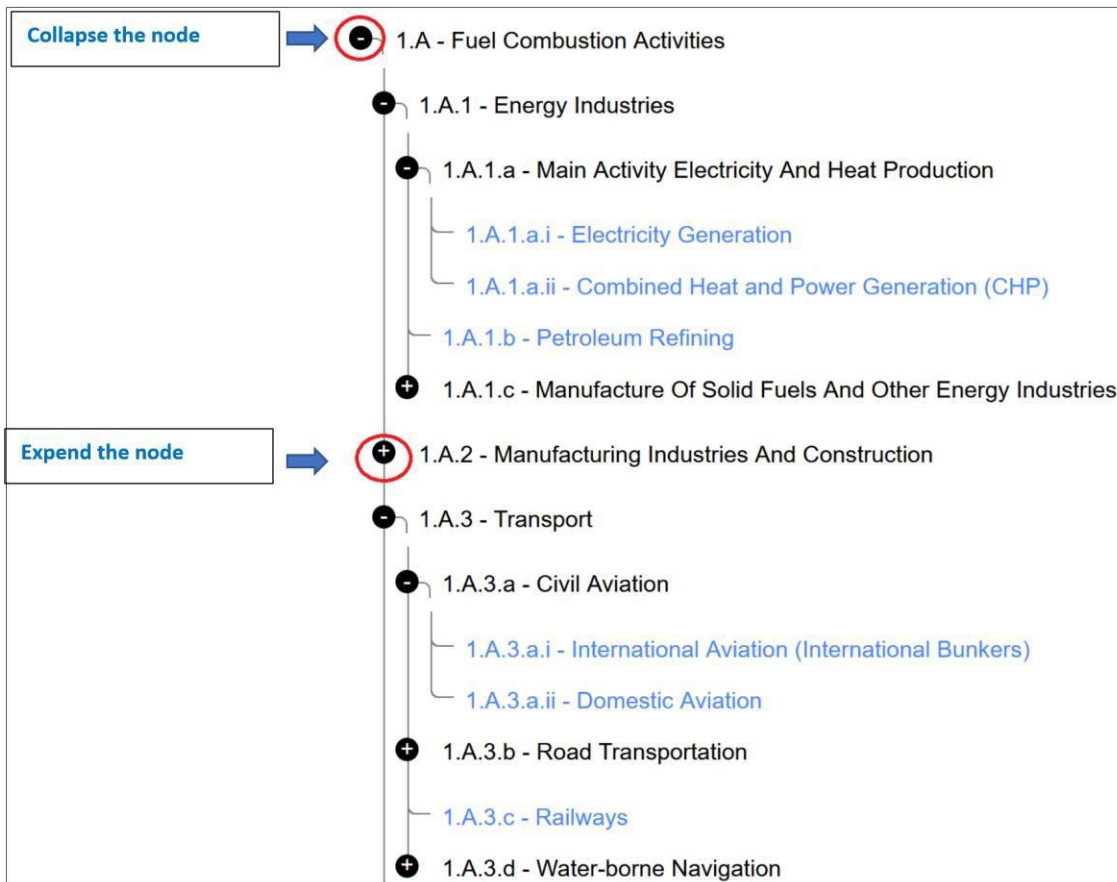 Collapse the node
1.A - Fuel Combustion Activities
1.A.1 - Energy Industries
1.A.1.a - Main Activity Electricity And Heat Production
1.A.1.a.i - Electricity Generation
1.A.1.a.ii - Combined Heat and Power Generation (CHP)
1.A.1.b - Petroleum Refining
1.A.1.c - Manufacture Of Solid Fuels And Other Energy Industries
Expend the node
1.A.2 - Manufacturing Industries And Construction
1.A.3 - Transport
1.A.3.a - Civil Aviation
1.A.3.a.i - International Aviation (International Bunkers)
1.A.3.a.ii - Domestic Aviation
1.A.3.b - Road Transportation
1.A.3.c - Railways
1.A.3.d - Water-borne Navigation